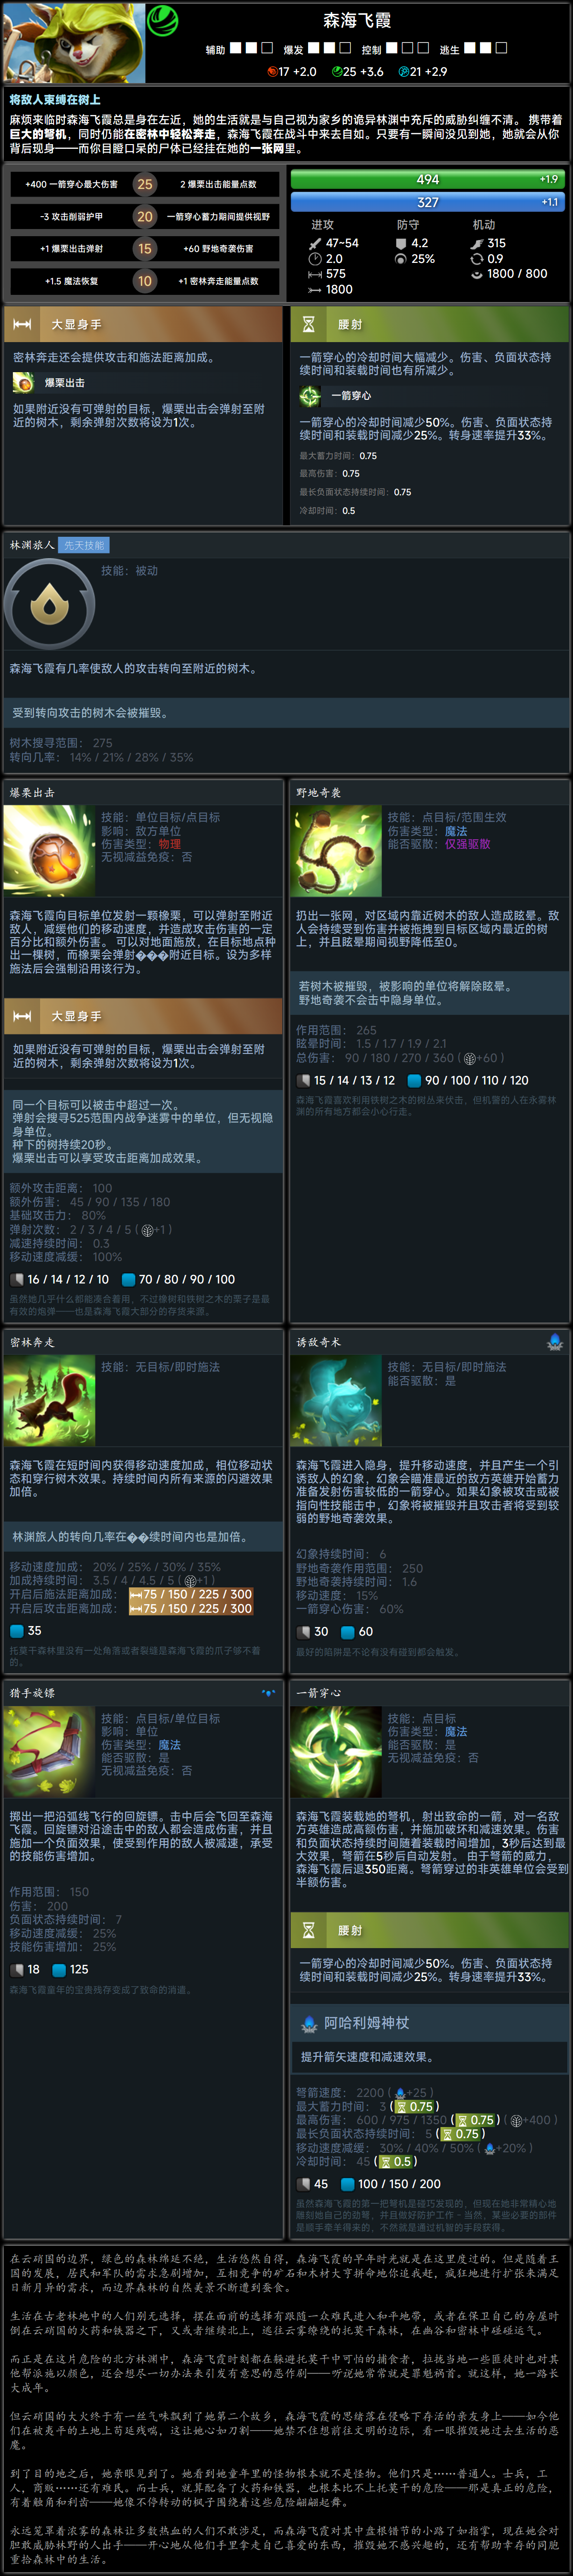 森海飞霞
辅助 爆发 控制 逃生
17 +2.0 25 +3.6 21 +2.9
将敌人束缚在树上
麻烦来临时森海飞霞总是身在左近，她的生活就是与自己视为家乡的诡异林渊中充斥的威胁纠缠不清。 携带着
巨大的弩机，同时仍能在密林中轻松奔走，森海飞霞在战斗中来去自如。只要有一瞬间没见到她，她就会从你
背后现身——而你目瞪口呆的尸体已经挂在她的一张网里。
+400 一箭穿心最大伤害 25 2 爆栗出击能量点数
-3 攻击削弱护甲 20 一箭穿心蓄力期间提供视野
+1 爆栗出击弹射 15 +60 野地奇袭伤害
+1.5 魔法恢复 10 +1 密林奔走能量点数
494 +1.9
327 +1.1
进攻 防守 机动
47~54 4.2 315
2.0 25% 0.9
575 1800 / 800
1800
大显身手
密林奔走还会提供攻击和施法距离加成。
爆栗出击
如果附近没有可弹射的目标，爆栗出击会弹射至附
近的树木，剩余弹射次数将设为1次。
腰射
一箭穿心的冷却时间大幅减少。伤害、负面状态持
续时间和装载时间也有所减少。
一箭穿心
一箭穿心的冷却时间减少50%。伤害、负面状态持
续时间和装载时间减少25%。转身速率提升33%。
最大蓄力时间：0.75
最高伤害：0.75
最长负面状态持续时间：0.75
冷却时间：0.5
林渊旅人 先天技能
技能：被动
森海飞霞有几率使敌人的攻击转向至附近的树木。
受到转向攻击的树木会被摧毁。
树木搜寻范围： 275
转向几率： 14% / 21% / 28% / 35%
爆栗出击
技能：单位目标/点目标
影响：敌方单位
伤害类型：物理
无视减益免疫：否
森海飞霞向目标单位发射一颗橡栗，可以弹射至附近
敌人，减缓他们的移动速度，并造成攻击伤害的一定
百分比和额外伤害。 可以对地面施放，在目标地点种
出一棵树，而橡栗会弹射���附近目标。设为多样
施法后会强制沿用该行为。
大显身手
如果附近没有可弹射的目标，爆栗出击会弹射至附
近的树木，剩余弹射次数将设为1次。
同一个目标可以被击中超过一次。
弹射会搜寻525范围内战争迷雾中的单位，但无视隐
身单位。
种下的树持续20秒。
爆栗出击可以享受攻击距离加成效果。
额外攻击距离： 100
额外伤害： 45 / 90 / 135 / 180
基础攻击力： 80%
弹射次数： 2 / 3 / 4 / 5 ( +1 )
减速持续时间： 0.3
移动速度减缓： 100%
16 / 14 / 12 / 10 70 / 80 / 90 / 100
虽然她几乎什么都能凑合着用，不过橡树和铁树之木的栗子是最
有效的炮弹——也是森海飞霞大部分的存货来源。
野地奇袭
技能：点目标/范围生效
伤害类型：魔法
能否驱散：仅强驱散
扔出一张网，对区域内靠近树木的敌人造成眩晕。敌
人会持续受到伤害并被拖拽到目标区域内最近的树
上，并且眩晕期间视野降低至0。
若树木被摧毁，被影响的单位将解除眩晕。
野地奇袭不会击中隐身单位。
作用范围： 265
眩晕时间： 1.5 / 1.7 / 1.9 / 2.1
总伤害： 90 / 180 / 270 / 360 ( +60 )
15 / 14 / 13 / 12 90 / 100 / 110 / 120
森海飞霞喜欢利用铁树之木的树丛来伏击，但机警的人在永雾林
渊的所有地方都会小心行走。
密林奔走
技能：无目标/即时施法
森海飞霞在短时间内获得移动速度加成，相位移动状
态和穿行树木效果。持续时间内所有来源的闪避效果
加倍。
林渊旅人的转向几率在��续时间内也是加倍。
移动速度加成： 20% / 25% / 30% / 35%
加成持续时间： 3.5 / 4 / 4.5 / 5 ( +1 )
开启后施法距离加成： 75 / 150 / 225 / 300
开启后攻击距离加成： 75 / 150 / 225 / 300
35
托莫干森林里没有一处角落或者裂缝是森海飞霞的爪子够不着
的。
诱敌奇术
技能：无目标/即时施法
能否驱散：是
森海飞霞进入隐身，提升移动速度，并且产生一个引
诱敌人的幻象，幻象会瞄准最近的敌方英雄开始蓄力
准备发射伤害较低的一箭穿心。如果幻象被攻击或被
指向性技能击中，幻象将被摧毁并且攻击者将受到较
弱的野地奇袭效果。
幻象持续时间： 6
野地奇袭作用范围： 250
野地奇袭持续时间： 1.6
移动速度： 15%
一箭穿心伤害： 60%
30 60
最好的陷阱是不论有没有碰到都会触发。
猎手旋镖
技能：点目标/单位目标
影响：单位
伤害类型：魔法
能否驱散：是
无视减益免疫：否
掷出一把沿弧线飞行的回旋镖。击中后会飞回至森海
飞霞。回旋镖对沿途击中的敌人都会造成伤害，并且
施加一个负面效果，使受到作用的敌人被减速，承受
的技能伤害增加。
作用范围： 150
伤害： 200
负面状态持续时间： 7
移动速度减缓： 25%
技能伤害增加： 25%
18 125
森海飞霞童年的宝贵残存变成了致命的消遣。
一箭穿心
技能：点目标
伤害类型：魔法
能否驱散：是
无视减益免疫：否
森海飞霞装载她的弩机，射出致命的一箭，对一名敌
方英雄造成高额伤害，并施加破坏和减速效果。伤害
和负面状态持续时间随着装载时间增加，3秒后达到最
大效果，弩箭在5秒后自动发射。 由于弩箭的威力，
森海飞霞后退350距离。弩箭穿过的非英雄单位会受到
半额伤害。
腰射
一箭穿心的冷却时间减少50%。伤害、负面状态持
续时间和装载时间减少25%。转身速率提升33%。
阿哈利姆神杖
提升箭矢速度和减速效果。
弩箭速度： 2200 ( +25 )
最大蓄力时间： 3 ( 0.75 )
最高伤害： 600 / 975 / 1350 ( 0.75 ) ( +400 )
最长负面状态持续时间： 5 ( 0.75 )
移动速度减缓： 30% / 40% / 50% ( +20% )
冷却时间： 45 ( 0.5 )
45 100 / 150 / 200
虽然森海飞霞的第一把弩机是碰巧发现的，但现在她非常精心地
雕刻她自己的劲弩，并且做好防护工作 - 当然，某些必要的部件
是顺手牵羊得来的，不然就是通过机智的手段获得。
在云硝国的边界，绿色的森林绵延不绝，生活悠然自得，森海飞霞的早年时光就是在这里度过的。但是随着王
国的发展，居民和军队的需求急剧增加，互相竞争的矿石和木材大亨拼命地你追我赶，疯狂地进行扩张来满足
日新月异的需求，而边界森林的自然美景不断遭到蚕食。
生活在古老林地中的人们别无选择，摆在面前的选择有跟随一众难民进入和平地带，或者在保卫自己的房屋时
倒在云硝国的火药和铁器之下，又或者继续北上，逃往云雾缭绕的托莫干森林，在幽谷和密林中碰碰运气。
而正是在这片危险的北方林渊中，森海飞霞时刻都在躲避托莫干中可怕的捕食者，拉拢当地一些匪徒时也对其
他帮派施以颜色，还会想尽一切办法来引发有意思的恶作剧——听说她常常就是罪魁祸首。就这样，她一路长
大成年。
但云硝国的大火终于有一丝气味飘到了她第二个故乡，森海飞霞的思绪落在侵略下存活的亲友身上——如今他
们在被夷平的土地上苟延残喘，这让她心如刀割——她禁不住想前往文明的边际，看一眼摧毁她过去生活的恶
魔。
到了目的地之后，她亲眼见到了。她看到她童年里的怪物根本就不是怪物。他们只是……普通人。士兵，工
人，商贩……还有难民。而士兵，就算配备了火药和铁器，也根本比不上托莫干的危险——那是真正的危险，
有着触角和利齿——她像不停转动的枫子围绕着这些危险翩翩起舞。
永远笼罩着浓雾的森林让多数热血的人们不敢涉足，而森海飞霞对其中盘根错节的小路了如指掌，现在她会对
胆敢威胁林野的人出手——开心地从他们手里拿走自己喜爱的东西，摧毁她不感兴趣的，还有帮助幸存的同胞
重拾森林中的生活。